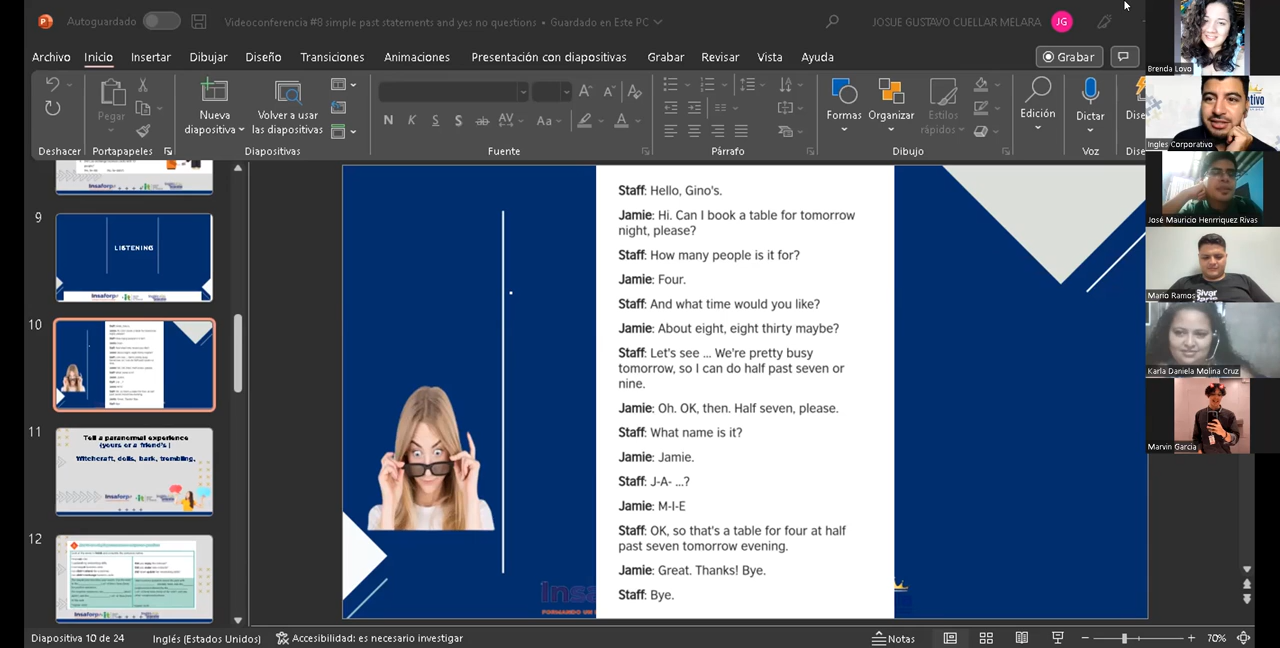 Autoguardado
Videoconferencia #8 simple past statements and yes no questions • Guardado en Este PC
JOSUE GUSTAVO CUELLAR MELARA
JG
Archivo Inicio Insertar Dibujar Diseño Transiciones Animaciones Presentación con diapositivas Grabar Revisar Vista Ayuda
Grabar
Pegar
Nueva diapositiva
Volver a usar las diapositivas
Formas
Organizar
Estilos rápidos
Edición
Dictar
Dise
Deshacer
Portapapeles
Diapositivas
Fuente
Párrafo
Dibujo
Voz
Dise
9
LISTENING
10
11
Tell a paranormal experience
(yours or a friend's )
Witchcraft, dolls, bark, trembling.
12
Staff: Hello, Gino's.
Jamie: Hi. Can I book a table for tomorrow
night, please?
Staff: How many people is it for?
Jamie: Four.
Staff: And what time would you like?
Jamie: About eight, eight thirty maybe?
Staff: Let's see ... We're pretty busy
tomorrow, so I can do half past seven or
nine.
Jamie: Oh. OK, then. Half seven, please.
Staff: What name is it?
Jamie: Jamie.
Staff: J-A- ...?
Jamie: M-I-E
Staff: OK, so that's a table for four at half
past seven tomorrow evening.
Jamie: Great. Thanks! Bye.
Staff: Bye.
Brenda Lovo
Ingles Corporativo
José Mauricio Henrriquez Rivas
Mario Ramos
Karla Daniela Molina Cruz
Marvin Garcia
Diapositiva 10 de 24
Inglés (Estados Unidos)
Accesibilidad: es necesario investigar
Notas
70%